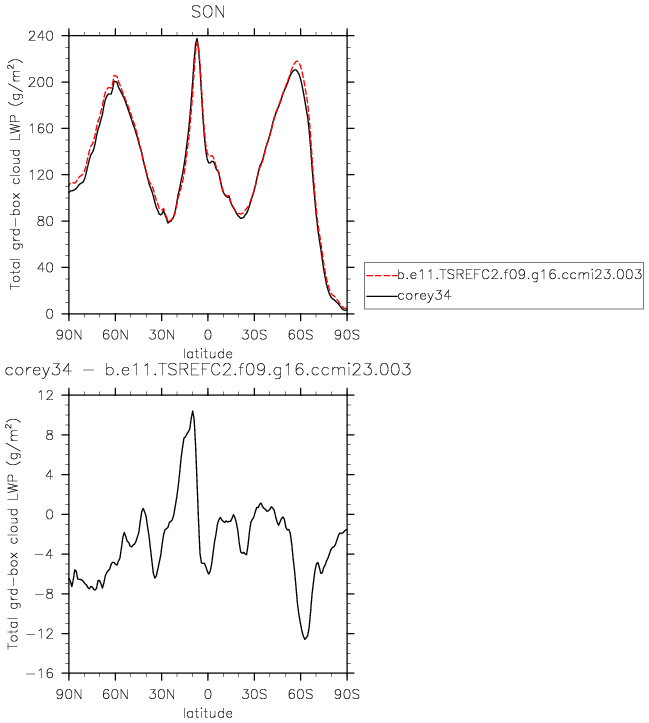 SON
Total grd-box cloud LWP (g/m²)
240
200
160
120
80
40
0
90N 60N 30N 0 30S 60S 90S
latitude
b.e11.TSREFC2.f09.g16.ccmi23.003
corey34
corey34 - b.e11.TSREFC2.f09.g16.ccmi23.003
Total grd-box cloud LWP (g/m²)
12
8
4
0
-4
-8
-12
-16
90N 60N 30N 0 30S 60S 90S
latitude